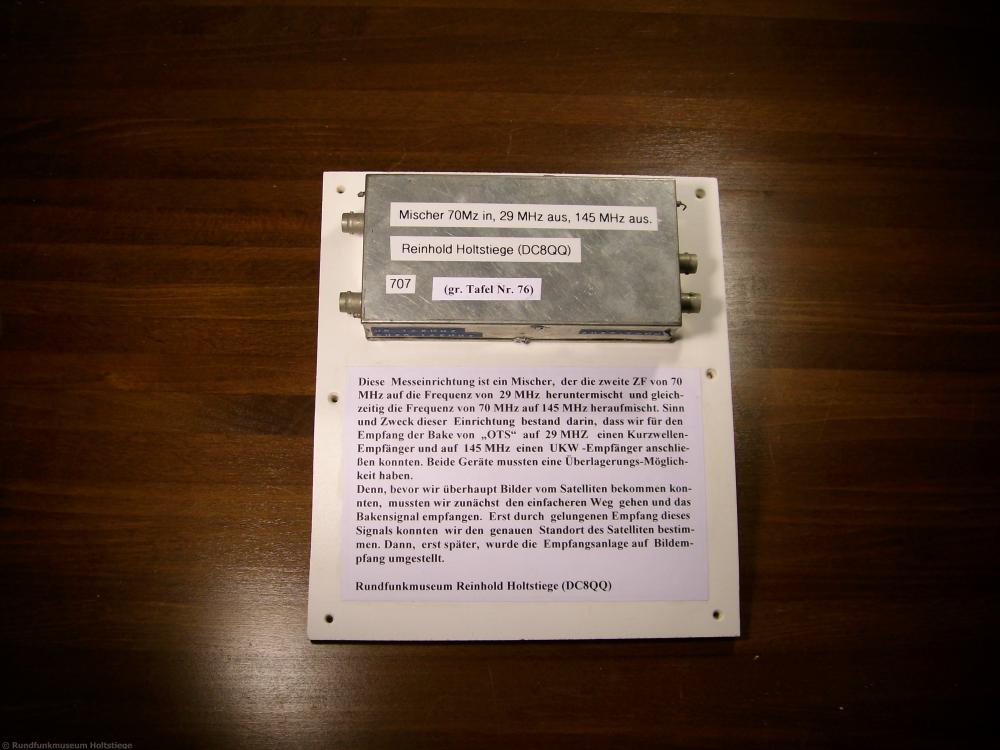 Mischer 70Mz in, 29 MHz aus, 145 MHz aus.
Reinhold Holtstiege (DC8QQ)
707
(gr. Tafel Nr. 76)
Diese Messeinrichtung ist ein Mischer, der die zweite ZF von 70
MHz auf die Frequenz von 29 MHz heruntermischt und gleich-
zeitig die Frequenz von 70 MHz auf 145 MHz heraufmischt. Sinn
und Zweck dieser Einrichtung bestand darin, dass wir für den
Empfang der Bake von „OTS“ auf 29 MHZ einen Kurzwellen-
Empfänger und auf 145 MHz einen UKW -Empfänger anschlie-
ßen konnten. Beide Geräte mussten eine Überlagerungs-Möglich-
keit haben.
Denn, bevor wir überhaupt Bilder vom Satelliten bekommen kon-
nten, mussten wir zunächst den einfacheren Weg gehen und das
Bakensignal empfangen. Erst durch gelungenen Empfang dieses
Signals konnten wir den genauen Standort des Satelliten bestim-
men. Dann, erst später, wurde die Empfangsanlage auf Bildem-
pfang umgestellt.
Rundfunkmuseum Reinhold Holtstiege (DC8QQ)
© Rundfunkmuseum Holtstiege